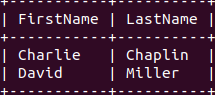 +-----------+----------+
| FirstName | LastName |
+-----------+----------+
| Charlie   | Chaplin  |
| David     | Miller   |
+-----------+----------+